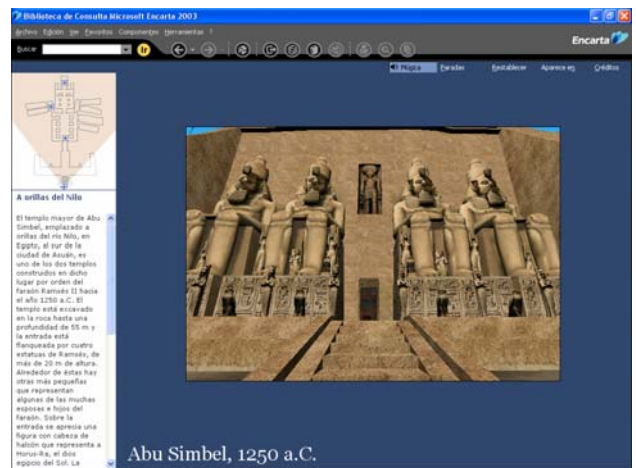 Biblioteca de Consulta Microsoft Encarta 2003
Archivo Edición Ver Favoritos Componentes Herramientas ?
Buscar Ir
Encarta
Música Paradas Restablecer Aparece en Créditos
A orillas del Nilo
El templo mayor de Abu
Simbel, emplazado a
orillas del río Nilo, en
Egipto, al sur de la
ciudad de Asuán, es
uno de los dos templos
construidos en dicho
lugar por orden del
faraón Ramsés II hacia
el año 1250 a.C. El
templo está excavado
en la roca hasta una
profundidad de 55 m y
la entrada está
flanqueada por cuatro
estatuas de Ramsés, de
más de 20 m de altura.
Alrededor de éstas hay
otras más pequeñas
que representan
algunas de las muchas
esposas e hijos del
faraón. Sobre la
entrada se aprecia una
figura con cabeza de
halcón que representa a
Horus-Ra, el dios
egipcio del Sol. La
Abu Simbel, 1250 a.C.